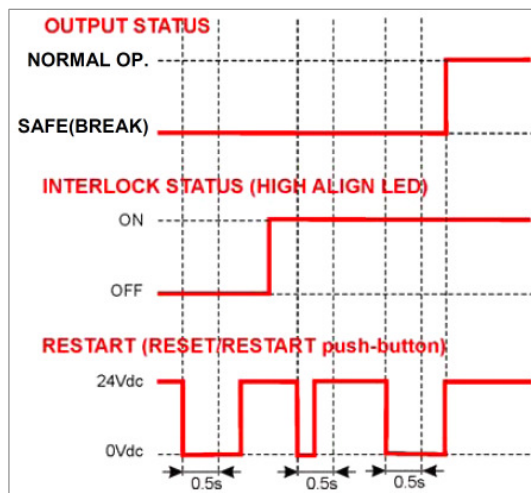 OUTPUT STATUS
NORMAL OP.
SAFE(BREAK)
INTERLOCK STATUS (HIGH ALIGN LED)
ON
OFF
RESTART (RESET/RESTART push-button)
24Vdc
0Vdc
0.5s 0.5s 0.5s